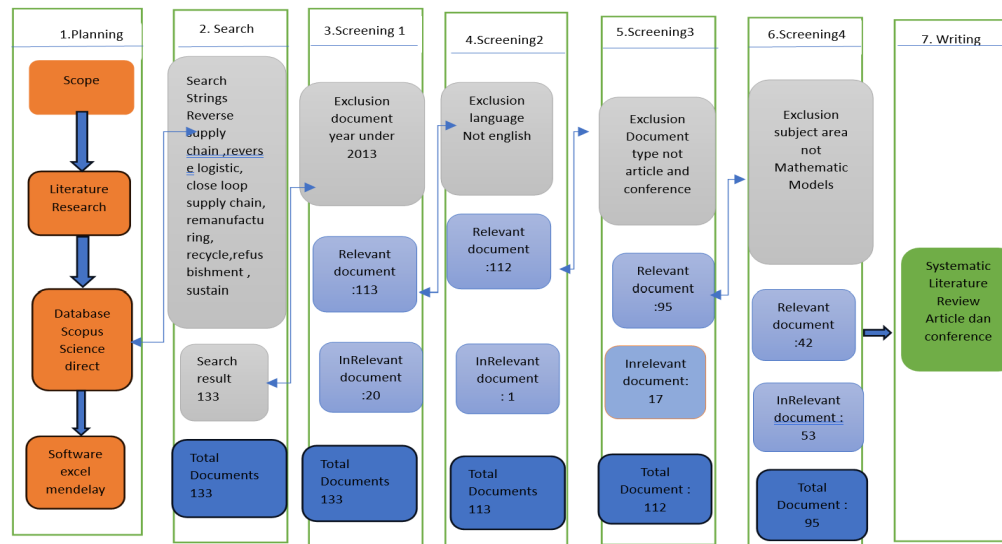 1.Planning
Scope
Literature
Research
Database
Scopus
Science
direct
Software
excel
mendelay
2. Search
Search
Strings
Reverse
supply
chain ,revers
e logistic,
close loop
supply chain,
remanufactu
ring,
recycle,refus
bishment ,
sustain
Search
result
133
Total
Documents
133
3.Screening 1
Exclusion
document
year under
2013
Relevant
document
:113
InRelevant
document
:20
Total
Documents
133
4.Screening2
Exclusion
language
Not english
Relevant
document
:112
InRelevant
document
: 1
Total
Documents
113
5.Screening3
Exclusion
Document
type not
article and
conference
Relevant
document
:95
Inrelevant
document:
17
Total
Document :
112
6.Screening4
Exclusion
subject area
not
Mathematic
Models
Relevant
document
:42
InRelevant
document :
53
Total
Document :
95
7. Writing
Systematic
Literature
Review
Article dan
conference